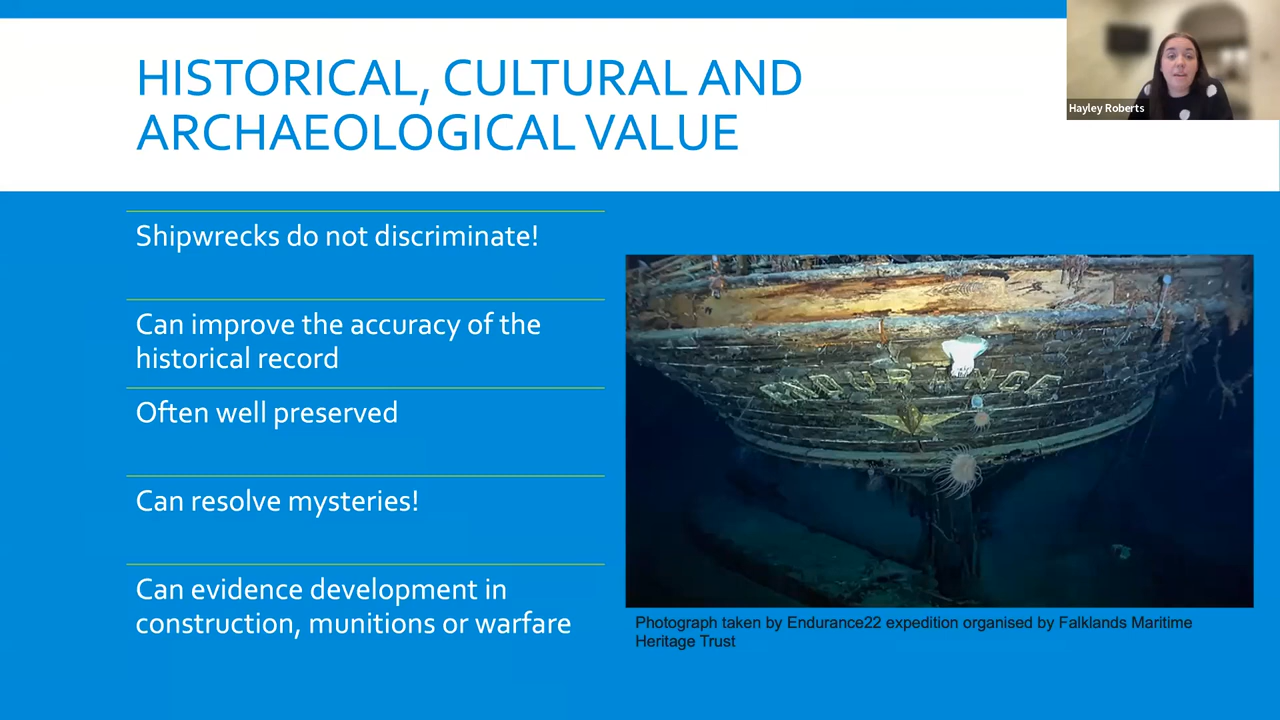 HISTORICAL, CULTURAL AND
ARCHAEOLOGICAL VALUE
Hayley Roberts
Shipwrecks do not discriminate!
Can improve the accuracy of the
historical record
Often well preserved
Can resolve mysteries!
Can evidence development in
construction, munitions or warfare
ENDURANCE
Photograph taken by Endurance22 expedition organised by Falklands Maritime
Heritage Trust